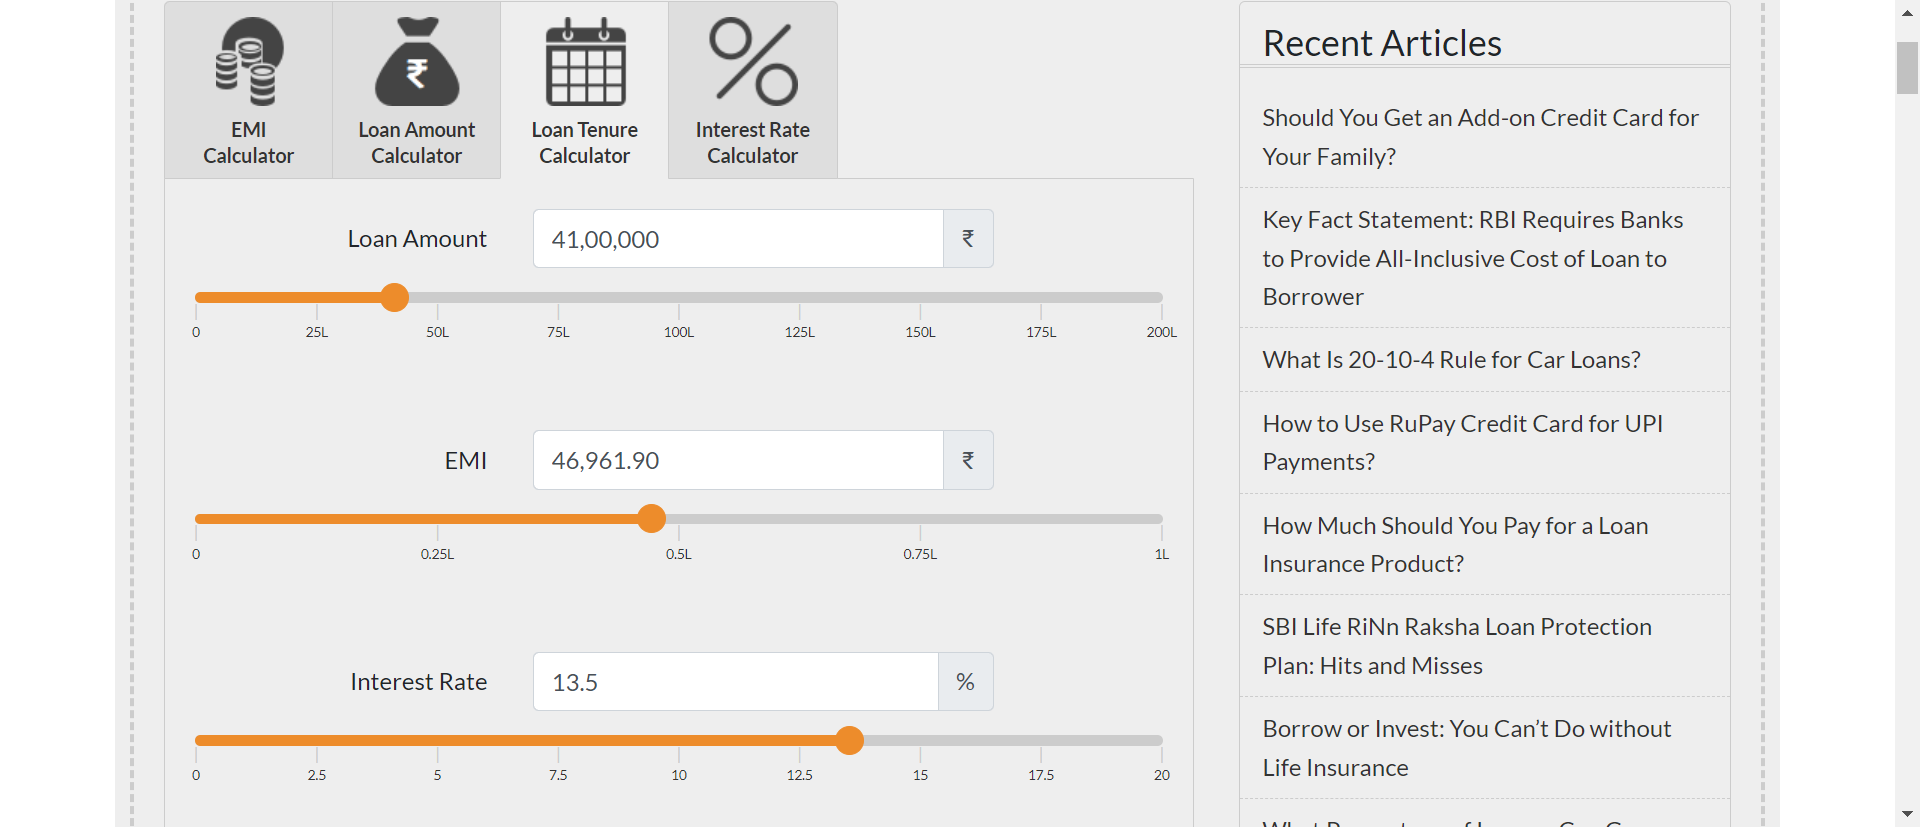 EMI
Calculator
Loan Amount
Calculator
Loan Tenure
Calculator
Interest Rate
Calculator
Loan Amount
41,00,000
₹
0 25L 50L 75L 100L 125L 150L 175L 200L
EMI
46,961.90
₹
0 0.25L 0.5L 0.75L 1L
Interest Rate
13.5
%
0 2.5 5 7.5 10 12.5 15 17.5 20
Recent Articles
Should You Get an Add-on Credit Card for
Your Family?
Key Fact Statement: RBI Requires Banks
to Provide All-Inclusive Cost of Loan to
Borrower
What Is 20-10-4 Rule for Car Loans?
How to Use RuPay Credit Card for UPI
Payments?
How Much Should You Pay for a Loan
Insurance Product?
SBI Life RiNn Raksha Loan Protection
Plan: Hits and Misses
Borrow or Invest: You Can’t Do without
Life Insurance